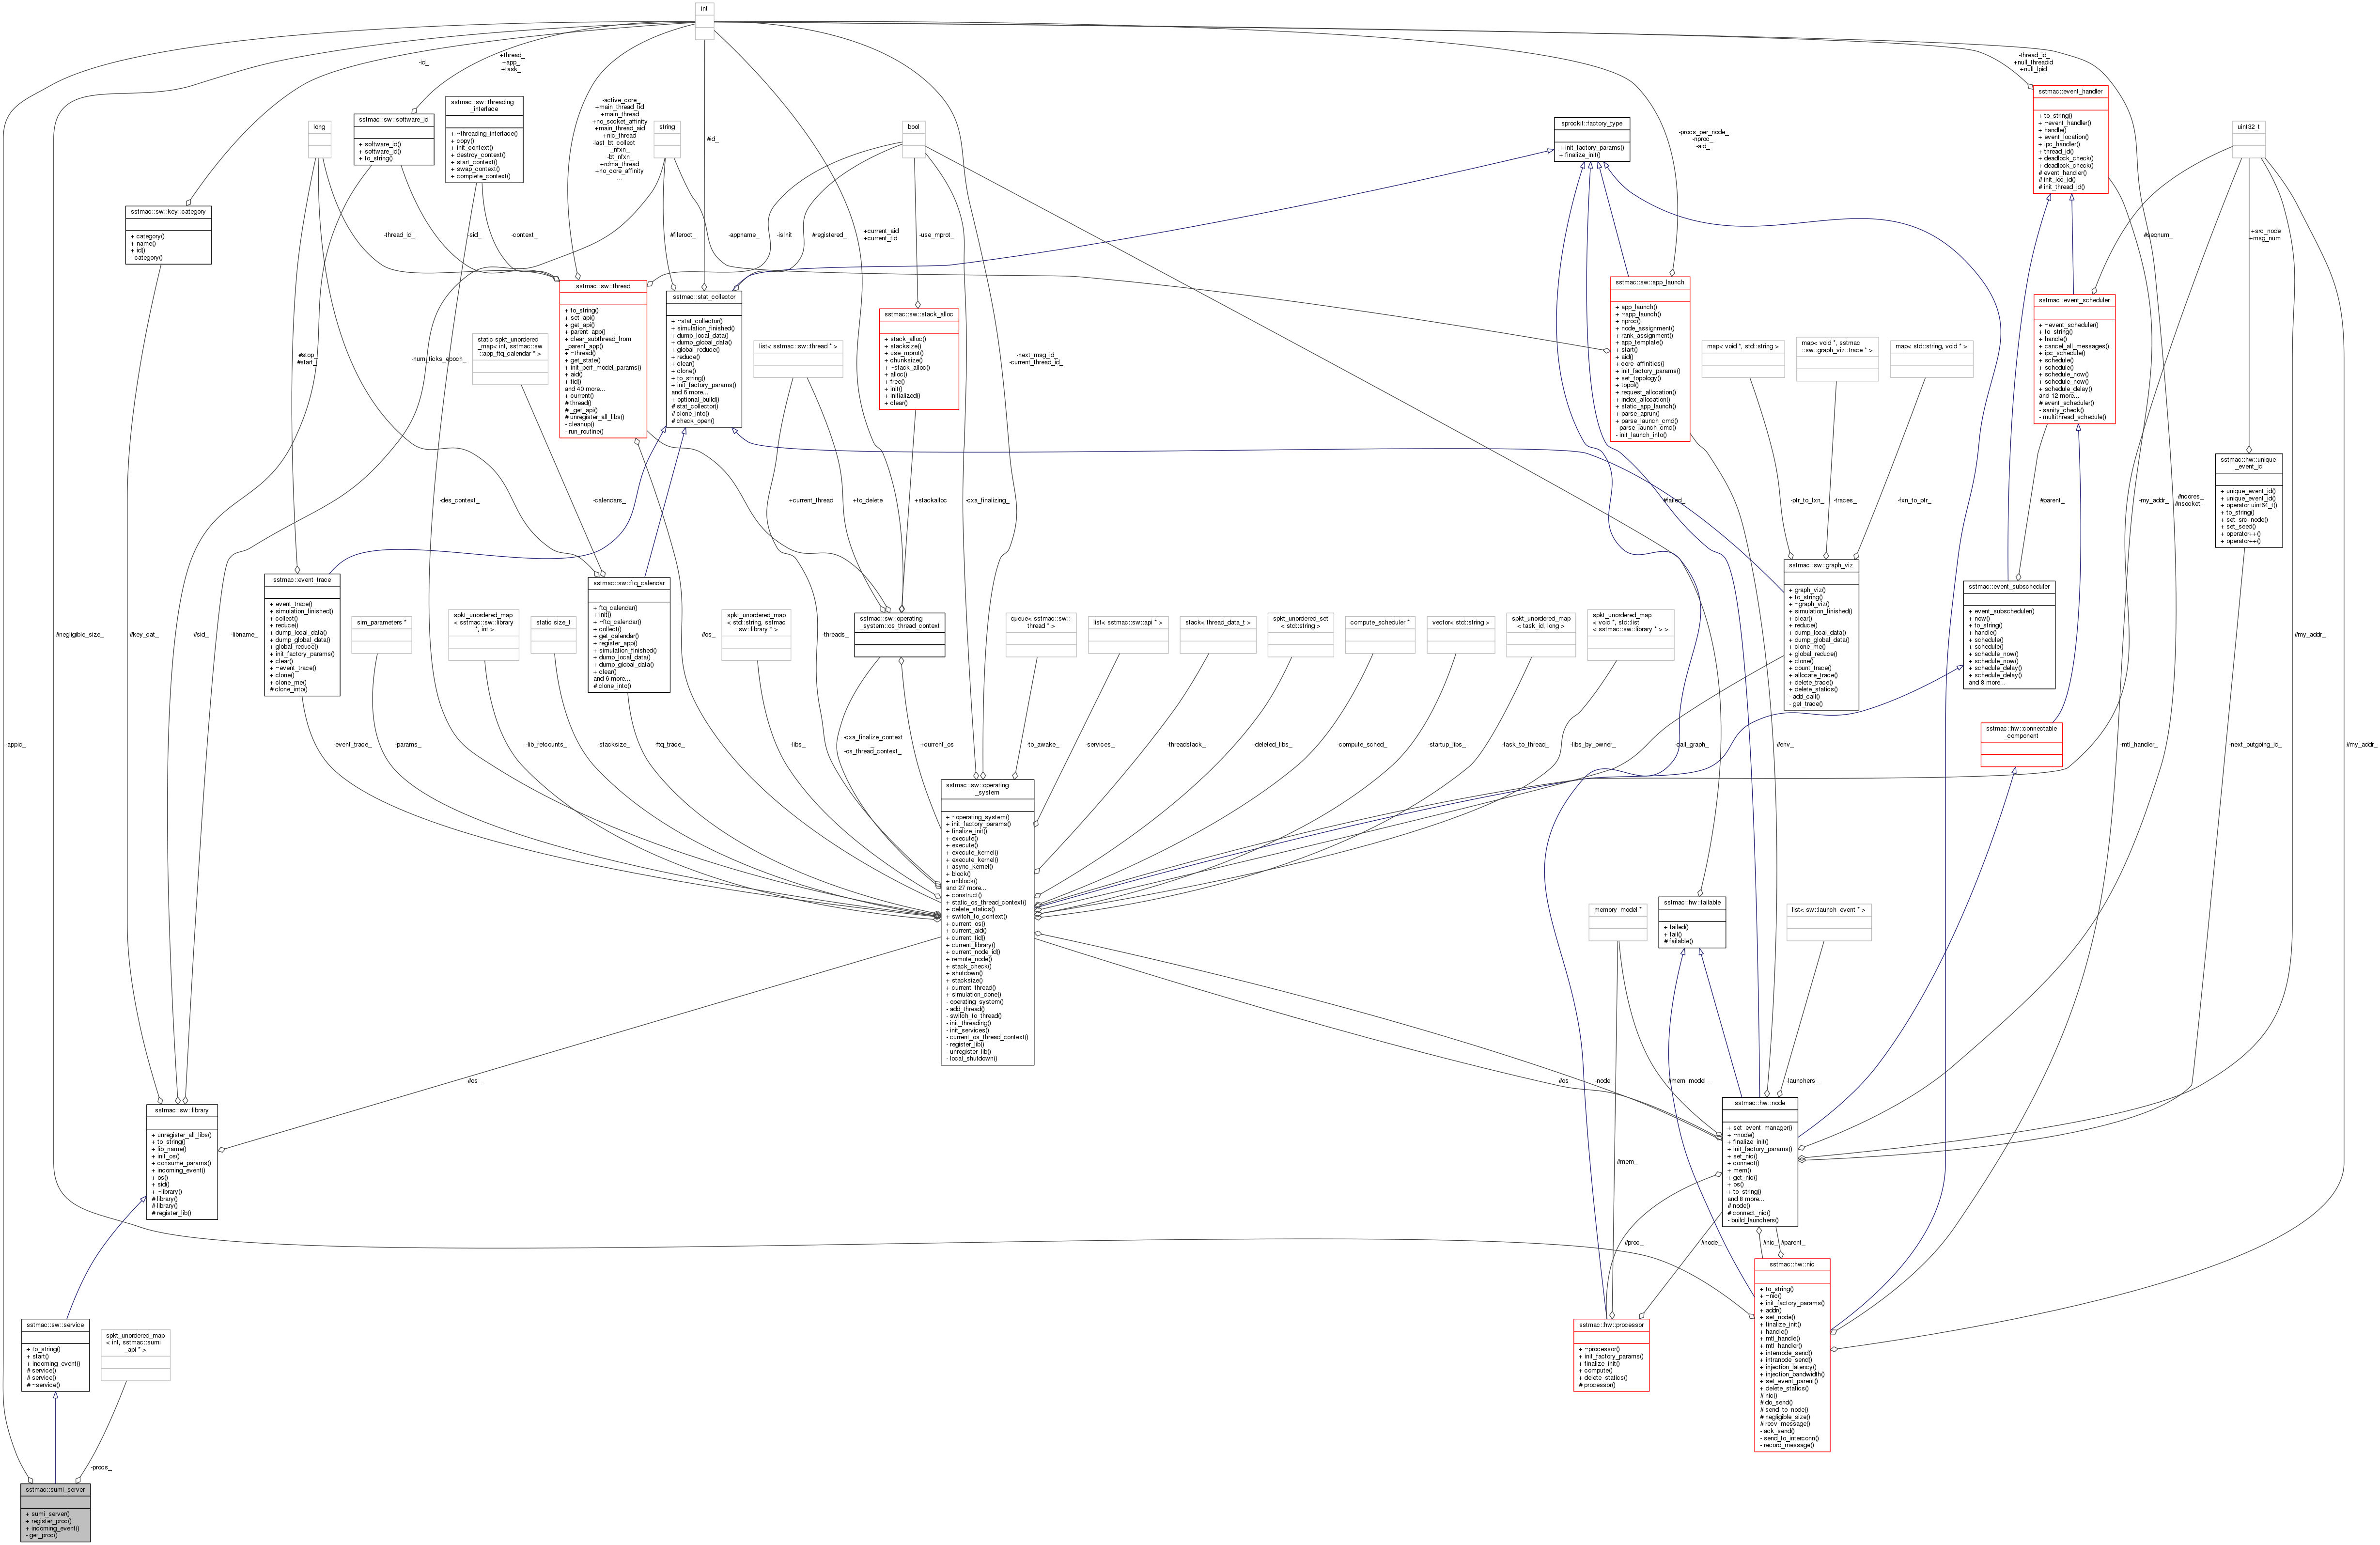 int
-id_
+thread_
+app_
+task_
-thread_id_
+null_threadid
+null_lpid
sstmac::event_handler
+ to_string()
+ ~event_handler()
+ handle()
+ event_location()
+ ipc_handler()
+ thread_id()
+ deadlock_check()
+ deadlock_check()
# event_handler()
# init_loc_id()
# init_thread_id()
sstmac::sw::threading
_interface
+ ~threading_interface()
+ copy()
+ init_context()
+ destroy_context()
+ start_context()
+ swap_context()
+ complete_context()
-active_core_
+main_thread_tid
+main_thread
+no_socket_affinity
+main_thread_aid
+nic_thread
-last_bt_collect
_nfxn_
-bt_nfxn_
+rdma_thread
+no_core_affinity
...
sstmac::sw::software_id
+ software_id()
+ software_id()
+ to_string()
long
string
#id_
bool
sprockit::factory_type
+ init_factory_params()
+ finalize_init()
-procs_per_node_
-nproc_
-aid_
uint32_t
sstmac::sw::key::category
+ category()
+ name()
+ id()
- category()
-thread_id_
-sid_
-context_
#fileroot_
-appname_
-isInit
#registered_
+current_aid
+current_tid
-use_mprot_
#seqnum_
+src_node
+msg_num
sstmac::sw::thread
+ to_string()
+ set_api()
+ get_api()
+ parent_app()
+ clear_subthread_from
_parent_app()
+ ~thread()
+ get_state()
+ init_perf_model_params()
+ aid()
+ tid()
and 40 more...
+ current()
# thread()
# _get_api()
# unregister_all_libs()
- cleanup()
- run_routine()
sstmac::stat_collector
+ ~stat_collector()
+ simulation_finished()
+ dump_local_data()
+ dump_global_data()
+ global_reduce()
+ reduce()
+ clear()
+ clone()
+ to_string()
+ init_factory_params()
and 6 more...
+ optional_build()
# stat_collector()
# clone_into()
# check_open()
sstmac::sw::stack_alloc
+ stack_alloc()
+ stacksize()
+ use_mprot()
+ chunksize()
+ ~stack_alloc()
+ alloc()
+ free()
+ init()
+ initialized()
+ clear()
sstmac::sw::app_launch
+ app_launch()
+ ~app_launch()
+ nproc()
+ node_assignment()
+ rank_assignment()
+ app_template()
+ start()
+ aid()
+ core_affinities()
+ init_factory_params()
+ set_topology()
+ topol()
+ request_allocation()
+ index_allocation()
+ static_app_launch()
+ parse_aprun()
+ parse_launch_cmd()
- parse_launch_cmd()
- init_launch_info()
sstmac::event_scheduler
+ ~event_scheduler()
+ to_string()
+ handle()
+ cancel_all_messages()
+ ipc_schedule()
+ schedule()
+ schedule()
+ schedule_now()
+ schedule_now()
+ schedule_delay()
and 12 more...
# event_scheduler()
- sanity_check()
- multithread_schedule()
static spkt_unordered
_map< int, sstmac::sw
::app_ftq_calendar * >
#stop_
#start_
-num_ticks_epoch_
list< sstmac::sw::thread * >
-next_msg_id_
-current_thread_id_
map< void *, std::string >
map< void *, sstmac
::sw::graph_viz::trace * >
map< std::string, void * >
sstmac::hw::unique
_event_id
+ unique_event_id()
+ unique_event_id()
+ operator uint64_t()
+ to_string()
+ set_src_node()
+ set_seed()
+ operator++()
+ operator++()
-des_context_
-calendars_
+current_thread
+to_delete
+stackalloc
-cxa_finalizing_
#failed_
-ptr_to_fxn_
-traces_
-fxn_to_ptr_
#parent_
-my_addr_
#ncores_
#nsocket_
sstmac::event_trace
+ event_trace()
+ simulation_finished()
+ collect()
+ reduce()
+ dump_local_data()
+ dump_global_data()
+ global_reduce()
+ init_factory_params()
+ clear()
+ ~event_trace()
+ clone()
+ clone_me()
# clone_into()
sstmac::sw::ftq_calendar
+ ftq_calendar()
+ init()
+ ~ftq_calendar()
+ collect()
+ get_calendar()
+ register_app()
+ simulation_finished()
+ dump_local_data()
+ dump_global_data()
+ clear()
and 6 more...
# clone_into()
sstmac::sw::graph_viz
+ graph_viz()
+ to_string()
+ ~graph_viz()
+ simulation_finished()
+ clear()
+ reduce()
+ dump_local_data()
+ dump_global_data()
+ clone_me()
+ global_reduce()
+ clone()
+ count_trace()
+ allocate_trace()
+ delete_trace()
+ delete_statics()
- add_call()
- get_trace()
sstmac::event_subscheduler
+ event_subscheduler()
+ now()
+ to_string()
+ handle()
+ schedule()
+ schedule()
+ schedule_now()
+ schedule_now()
+ schedule_delay()
+ schedule_delay()
and 8 more...
#negligible_size_
#key_cat_
#sid_
-libname_
sim_parameters *
spkt_unordered_map
< sstmac::sw::library
*, int >
static size_t
#os_
spkt_unordered_map
< std::string, sstmac
::sw::library * >
-threads_
sstmac::sw::operating
_system::os_thread_context
queue< sstmac::sw::
thread * >
list< sstmac::sw::api * >
stack< thread_data_t >
spkt_unordered_set
< std::string >
compute_scheduler *
vector< std::string >
spkt_unordered_map
< task_id, long >
spkt_unordered_map
< void *, std::list
< sstmac::sw::library * > >
#my_addr_
-appid_
-event_trace_
-params_
-lib_refcounts_
-stacksize_
-ftq_trace_
-libs_
-cxa_finalize_context
_
-os_thread_context_
+current_os
-to_awake_
-services_
-threadstack_
-deleted_libs_
-compute_sched_
-startup_libs_
-task_to_thread_
-libs_by_owner_
-call_graph_
#env_
sstmac::hw::connectable
_component
-mtl_handler_
-next_outgoing_id_
#my_addr_
sstmac::sw::operating
_system
+ ~operating_system()
+ init_factory_params()
+ finalize_init()
+ execute()
+ execute()
+ execute_kernel()
+ execute_kernel()
+ async_kernel()
+ block()
+ unblock()
and 27 more...
+ construct()
+ static_os_thread_context()
+ delete_statics()
+ switch_to_context()
+ current_os()
+ current_aid()
+ current_tid()
+ current_library()
+ current_node_id()
+ remote_node()
+ stack_check()
+ shutdown()
+ stacksize()
+ current_thread()
+ simulation_done()
- operating_system()
- add_thread()
- switch_to_thread()
- init_threading()
- init_services()
- current_os_thread_context()
- register_lib()
- unregister_lib()
- local_shutdown()
memory_model *
sstmac::hw::failable
+ failed()
+ fail()
# failable()
list< sw::launch_event * >
#os_
#os_
-node_
#mem_model_
-launchers_
sstmac::sw::library
+ unregister_all_libs()
+ to_string()
+ lib_name()
+ init_os()
+ consume_params()
+ incoming_event()
+ os()
+ sid()
+ ~library()
# library()
# library()
# register_lib()
sstmac::hw::node
+ set_event_manager()
+ ~node()
+ finalize_init()
+ init_factory_params()
+ set_nic()
+ connect()
+ mem()
+ get_nic()
+ os()
+ to_string()
and 8 more...
# node()
# connect_nic()
- build_launchers()
#mem_
#proc_
#node_
#nic_
#parent_
sstmac::hw::nic
+ to_string()
+ ~nic()
+ init_factory_params()
+ addr()
+ set_node()
+ finalize_init()
+ handle()
+ mtl_handle()
+ mtl_handler()
+ internode_send()
+ intranode_send()
+ injection_latency()
+ injection_bandwidth()
+ set_event_parent()
+ delete_statics()
# nic()
# do_send()
# send_to_node()
# negligible_size()
# recv_message()
- ack_send()
- send_to_interconn()
- record_message()
sstmac::hw::processor
+ ~processor()
+ init_factory_params()
+ finalize_init()
+ compute()
+ delete_statics()
# processor()
sstmac::sw::service
+ to_string()
+ start()
+ incoming_event()
# service()
# service()
# ~service()
spkt_unordered_map
< int, sstmac::sumi
_api * >
-procs_
sstmac::sumi_server
+ sumi_server()
+ register_proc()
+ incoming_event()
- get_proc()